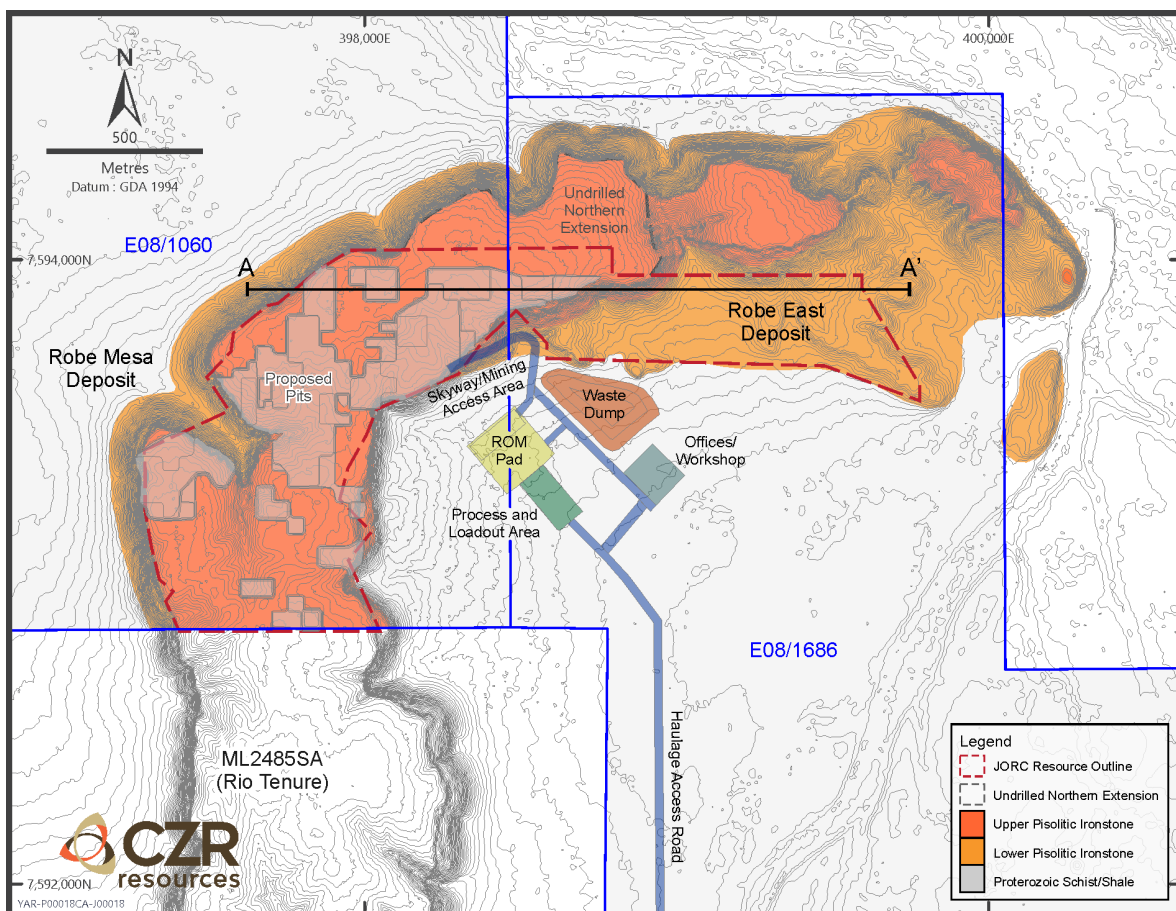 398,000E
400,000E
N
500
Metres
Datum : GDA 1994
Undrilled
Northern
Extension
E08/1060
7,594,000N
A
A'
Robe East
Deposit
Robe Mesa
Deposit
Proposed
Pits
Skyway/Mining
Access Area
Waste
Dump
ROM
Pad
Offices/
Workshop
Process and
Loadout Area
E08/1686
Haulage Access Road
ML2485SA
(Rio Tenure)
Legend
JORC Resource Outline
Undrilled Northern Extension
Upper Pisolitic Ironstone
Lower Pisolitic Ironstone
Proterozoic Schist/Shale
CZR
resources
7,592,000N
YAR-P00018CA-J00018